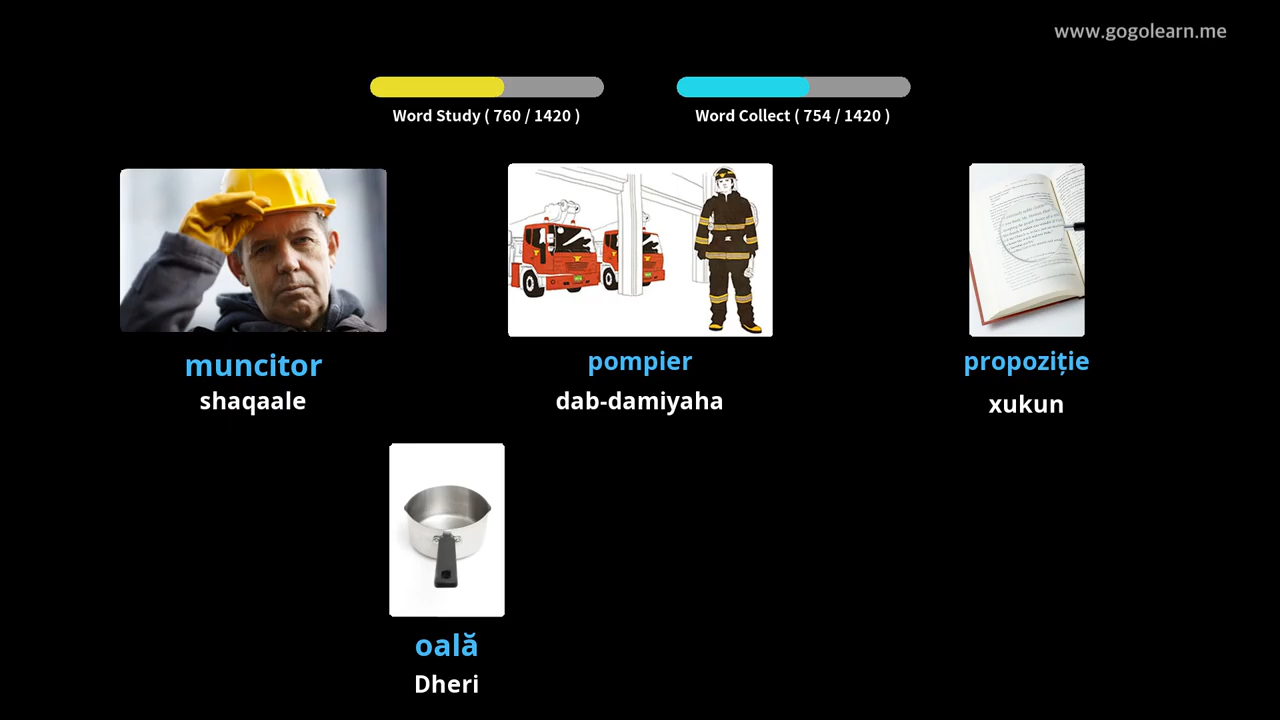 www.gogolearn.me
Word Study ( 760 / 1420 )
Word Collect ( 754 / 1420 )
muncitor
shaqaale
pompier
dab-damiyaha
propoziție
xukun
oală
Dheri